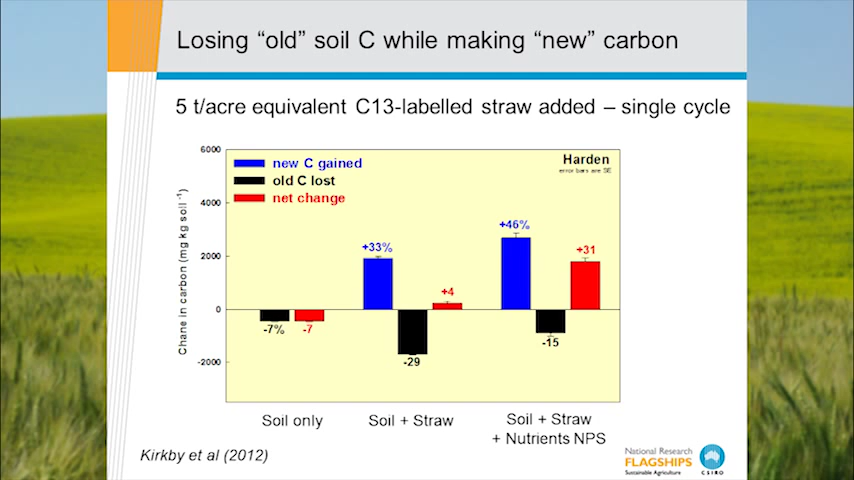 Losing “old” soil C while making “new” carbon
5 t/acre equivalent C13-labelled straw added – single cycle
6000
4000
2000
0
-2000
Chane in carbon (mg kg soil -1)
new C gained
old C lost
net change
Harden
error bars are SE
-7%
-7
+33%
-29
+4
+46%
-15
+31
Soil only
Soil + Straw
Soil + Straw
+ Nutrients NPS
Kirkby et al (2012)
National Research
FLAGSHIPS
Sustainable Agriculture
CSIRO